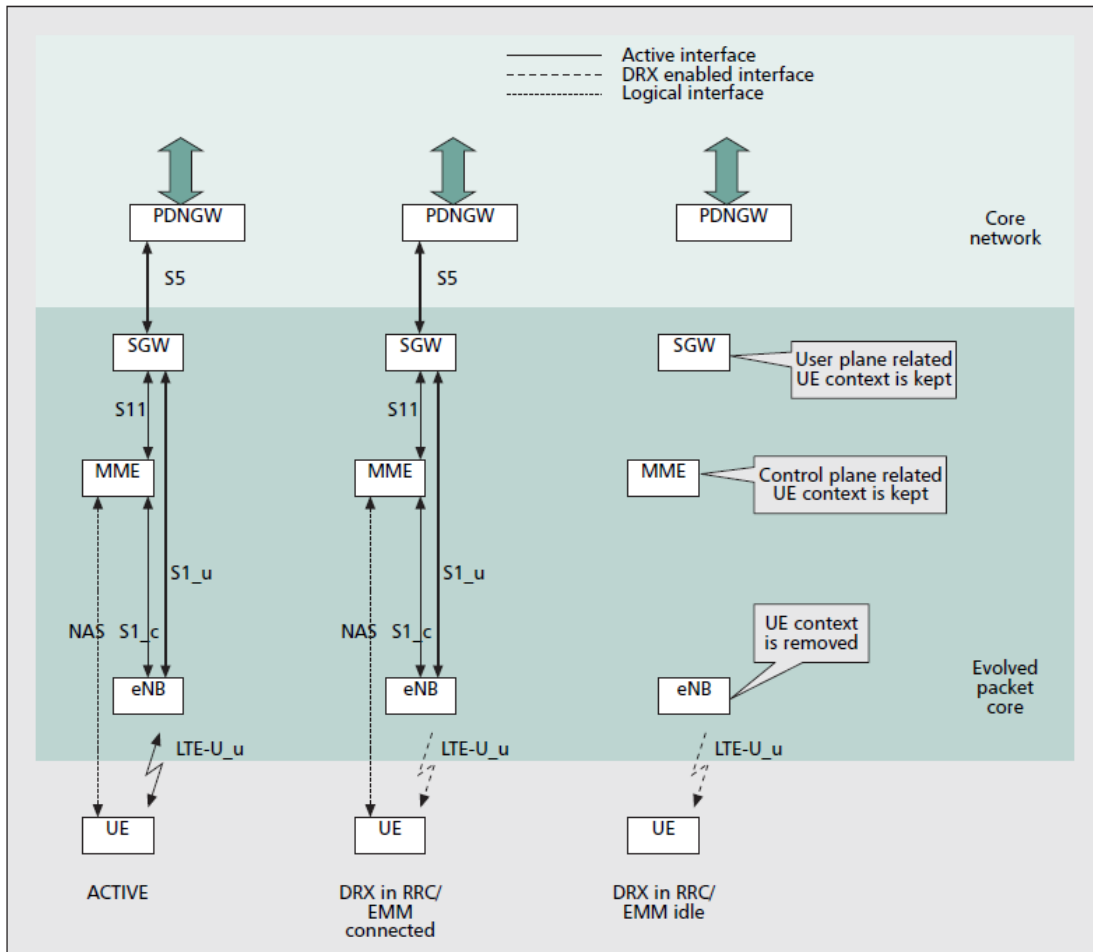 Active interface
DRX enabled interface
Logical interface
PDNGW
PDNGW
PDNGW
Core
network
S5
S5
SGW
SGW
SGW
User plane related
UE context is kept
S11
S11
MME
MME
MME
Control plane related
UE context is kept
S1_u
S1_u
NAS
S1_c
NAS
S1_c
UE context
is removed
eNB
eNB
eNB
Evolved
packet
core
LTE-U_u
LTE-U_u
LTE-U_u
UE
UE
UE
ACTIVE
DRX in RRC/
EMM
connected
DRX in RRC/
EMM idle